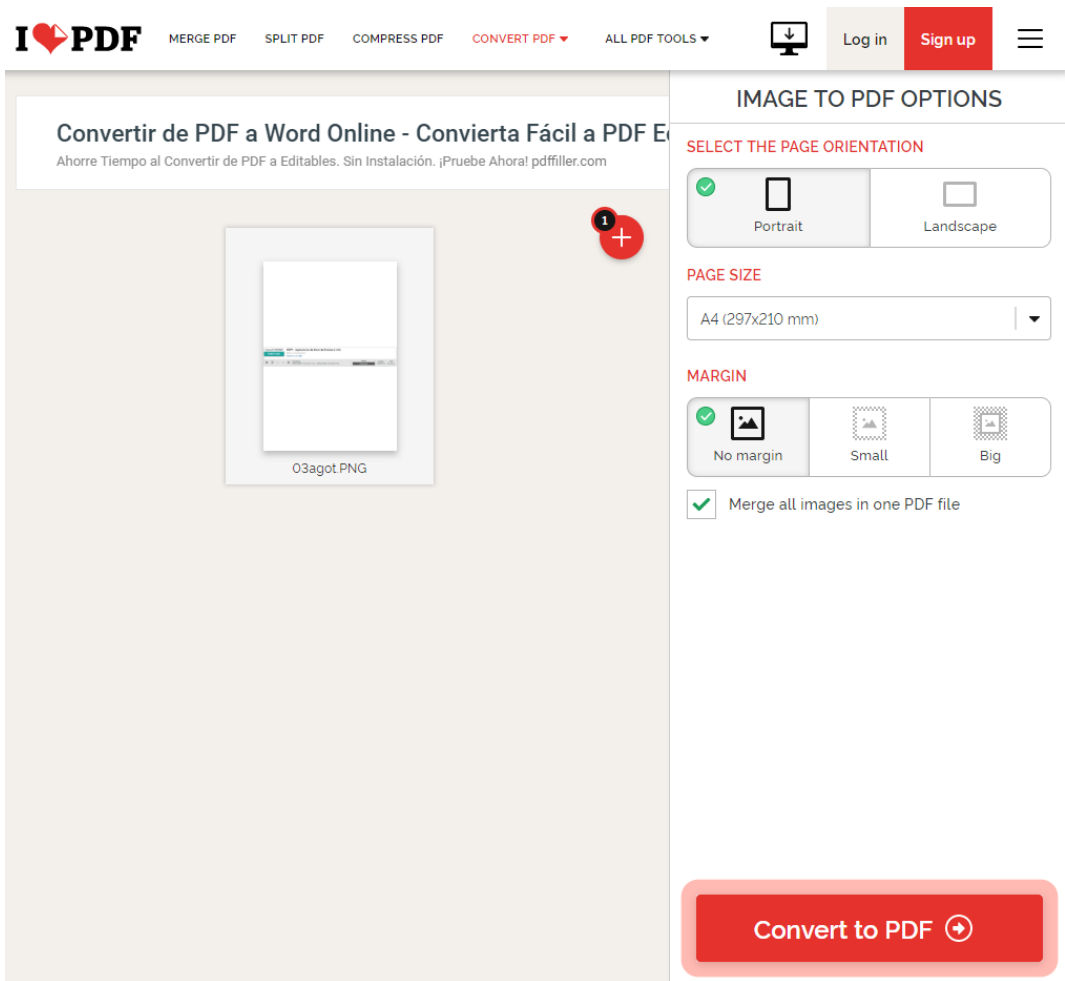 I PDF
MERGE PDF
SPLIT PDF
COMPRESS PDF
CONVERT PDF
ALL PDF TOOLS
Log in
Sign up
Convertir de PDF a Word Online - Convierta Fácil a PDF
Ahorre Tiempo al Convertir de PDF a Editables. Sin Instalación. ¡Pruebe Ahora! pdffiller.com
1
03agot.PNG
IMAGE TO PDF OPTIONS
SELECT THE PAGE ORIENTATION
Portrait
Landscape
PAGE SIZE
A4 (297x210 mm)
MARGIN
No margin
Small
Big
Merge all images in one PDF file
Convert to PDF